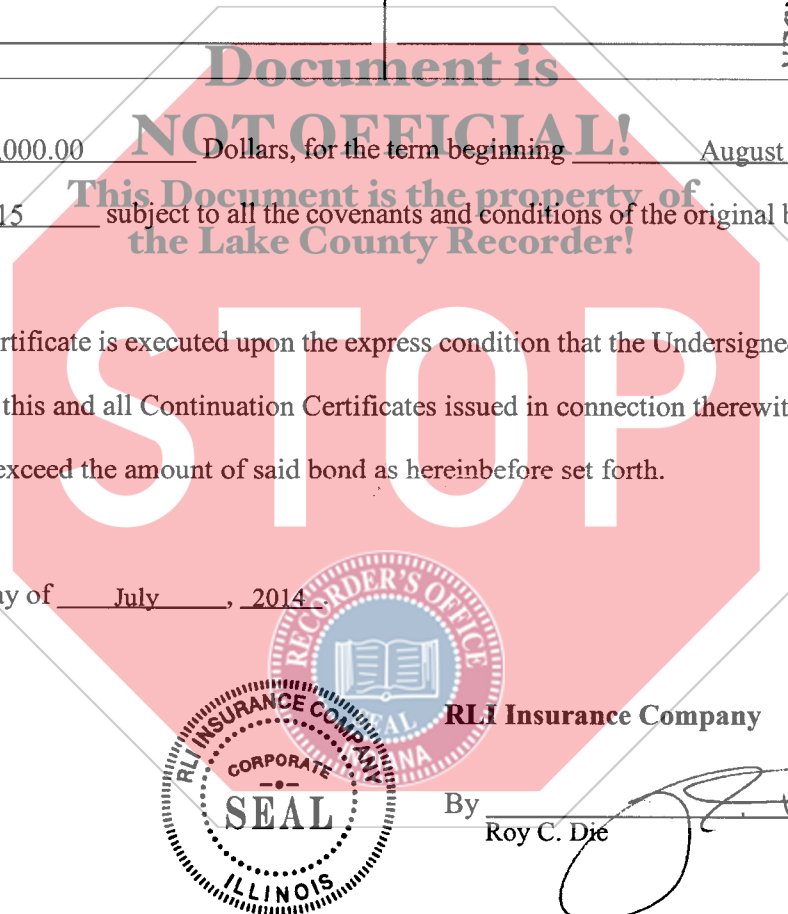 Document is
NOT OFFICIAL!
,000.00 Dollars, for the term beginning August
This Document is the property of
15 subject to all the covenants and conditions of the original b
the Lake County Recorder!
STOP
rtificate is executed upon the express condition that the Undersigne
this and all Continuation Certificates issued in connection therewit
exceed the amount of said bond as hereinbefore set forth.
ay of July , 2014 .
RECORDER'S OFFICE
SEAL
INDIANA
RLI INSURANCE COMPANY
CORPORATE
SEAL
ILLINOIS
RLI Insurance Company
By
Roy C. Die